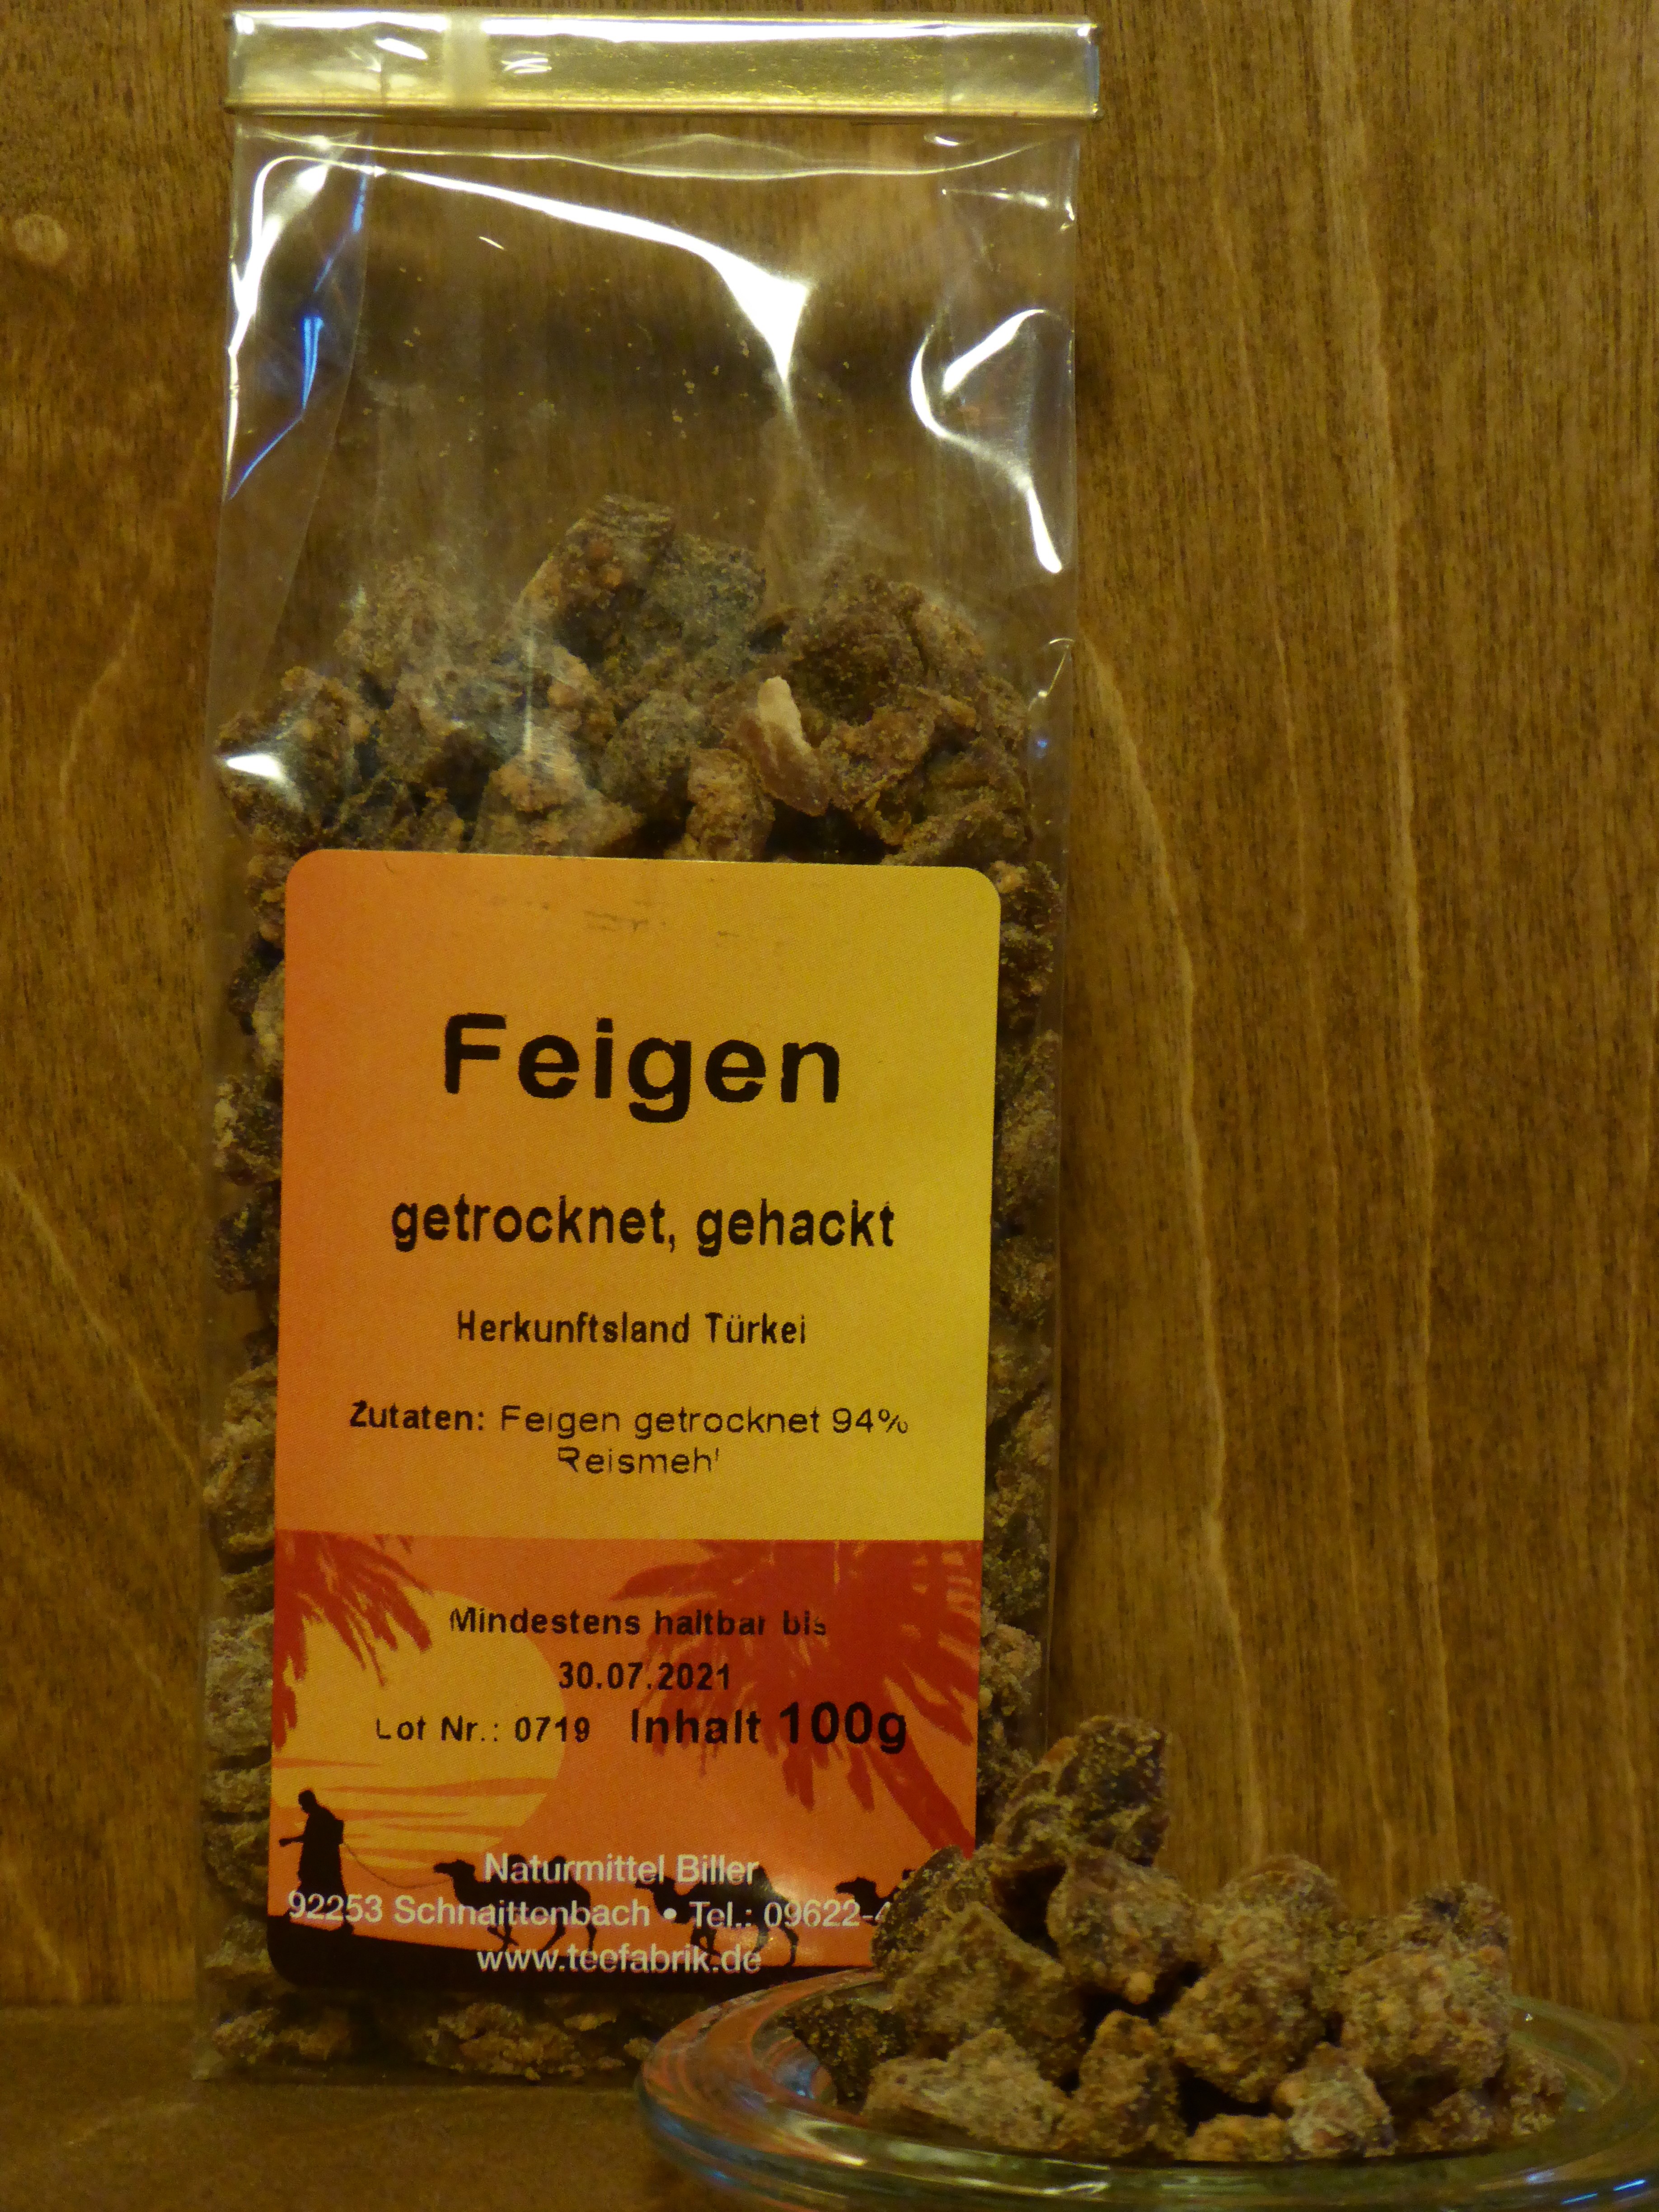 Feigen
getrocknet, gehackt
Herkunftsland Türkei
Zutaten: Feigen getrocknet 94%
Reismehl
Mindestens haltbar bis
30.07.2021
Lot Nr.: 0719 Inhalt 100g
Naturmittel Biller
92253 Schnaittenbach • Tel.: 09622-4
www.teefabrik.de